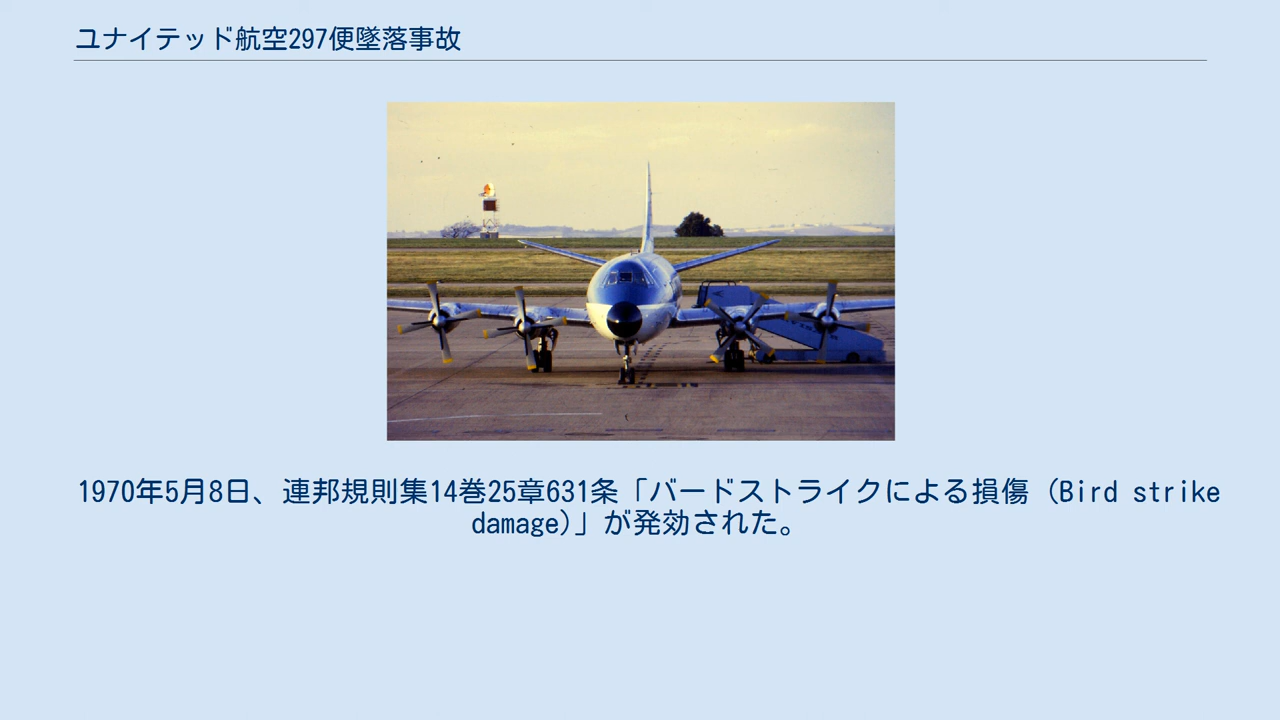 ユナイテッド航空297便墜落事故
1970年5月8日、連邦規則集14巻25章631条「バードストライクによる損傷 (Bird strike
damage)」が発効された。